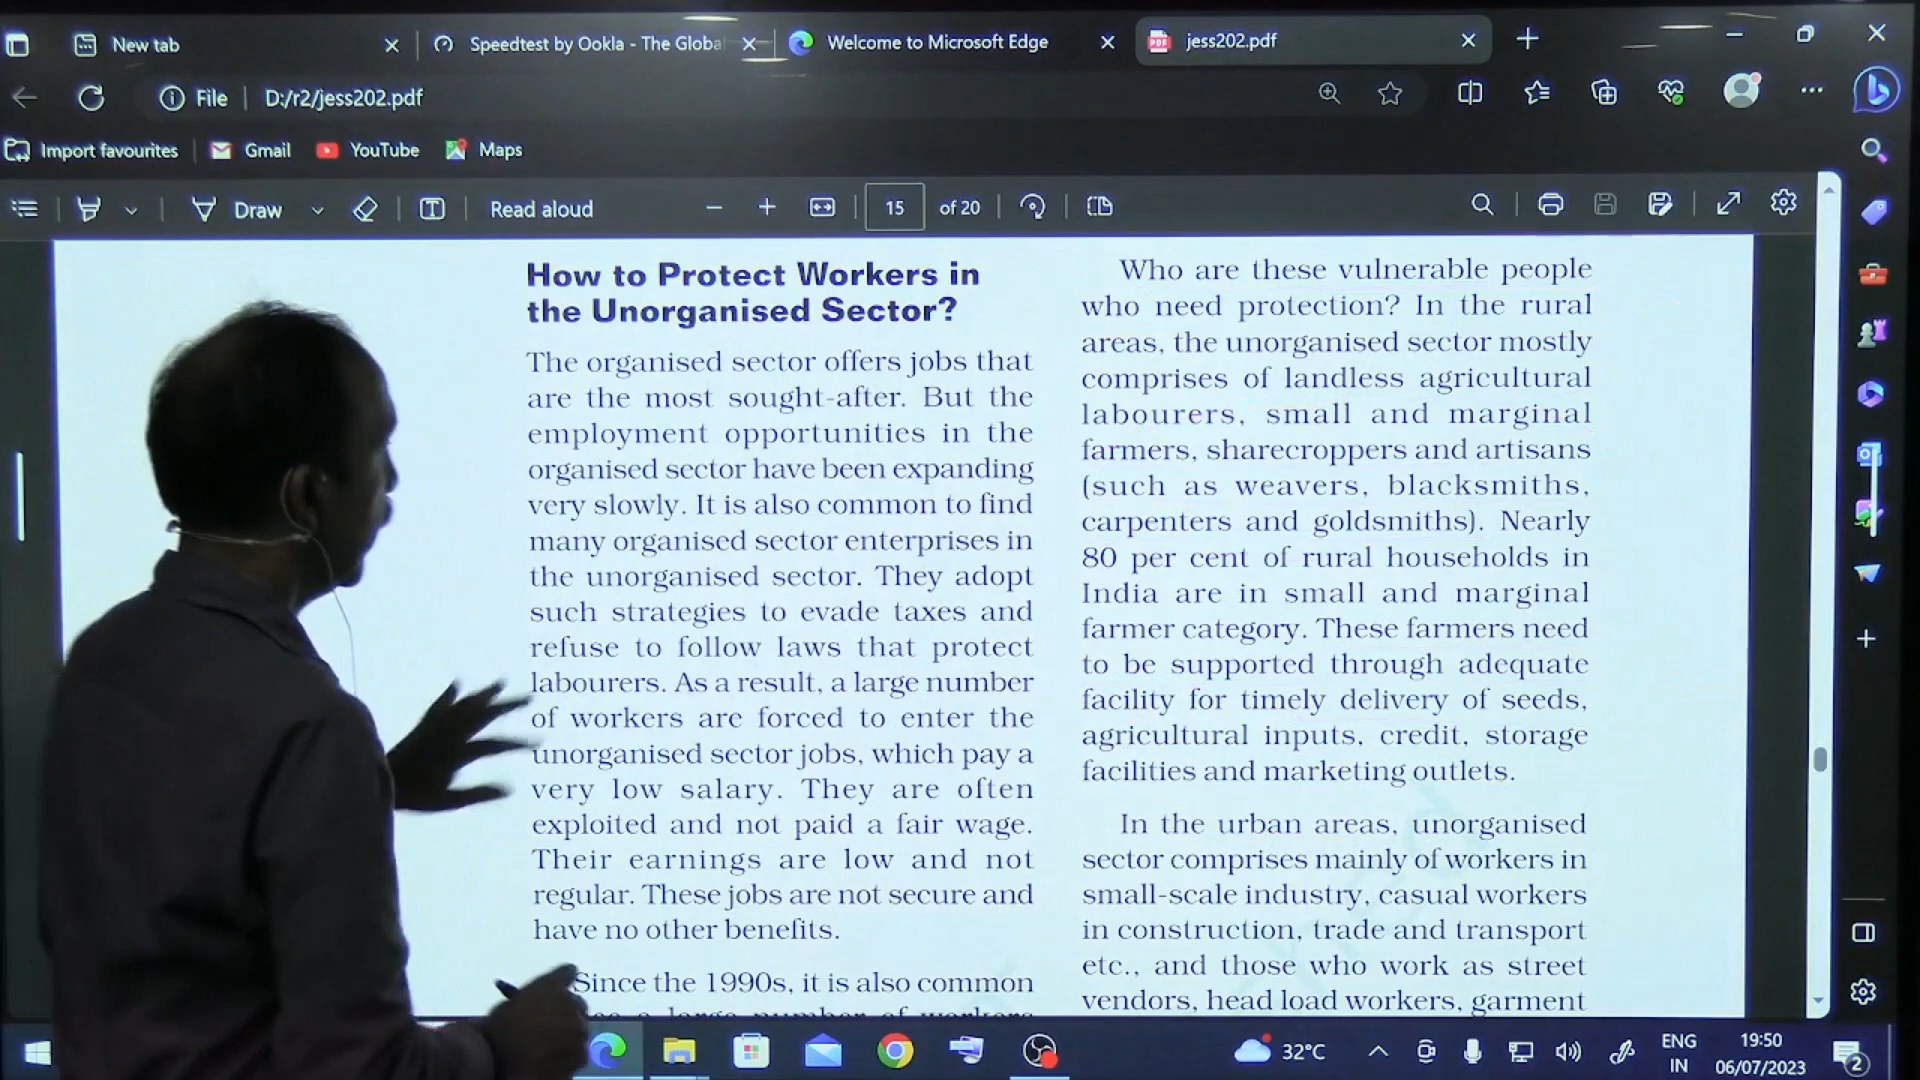 New tab
Speedtest by Ookla - The Globa
Welcome to Microsoft Edge
PDF
jess202.pdf
File
D:/r2/jess202.pdf
Import favourites
Gmail
YouTube
Maps
Draw
Read aloud
15 of 20
How to Protect Workers in
the Unorganised Sector?
The organised sector offers jobs that
are the most sought-after. But the
employment opportunities in the
organised sector have been expanding
very slowly. It is also common to find
many organised sector enterprises in
the unorganised sector. They adopt
such strategies to evade taxes and
refuse to follow laws that protect
labourers. As a result, a large number
of workers are forced to enter the
unorganised sector jobs, which pay a
very low salary. They are often
exploited and not paid a fair wage.
Their earnings are low and not
regular. These jobs are not secure and
have no other benefits.
Since the 1990s, it is also common
a large number of workers
Who are these vulnerable people
who need protection? In the rural
areas, the unorganised sector mostly
comprises of landless agricultural
labourers, small and marginal
farmers, sharecroppers and artisans
(such as weavers, blacksmiths,
carpenters and goldsmiths). Nearly
80 per cent of rural households in
India are in small and marginal
farmer category. These farmers need
to be supported through adequate
facility for timely delivery of seeds,
agricultural inputs, credit, storage
facilities and marketing outlets.
In the urban areas, unorganised
sector comprises mainly of workers in
small-scale industry, casual workers
in construction, trade and transport
etc., and those who work as street
vendors, head load workers, garment
32°C
ENG
IN
19:50
06/07/2023
2